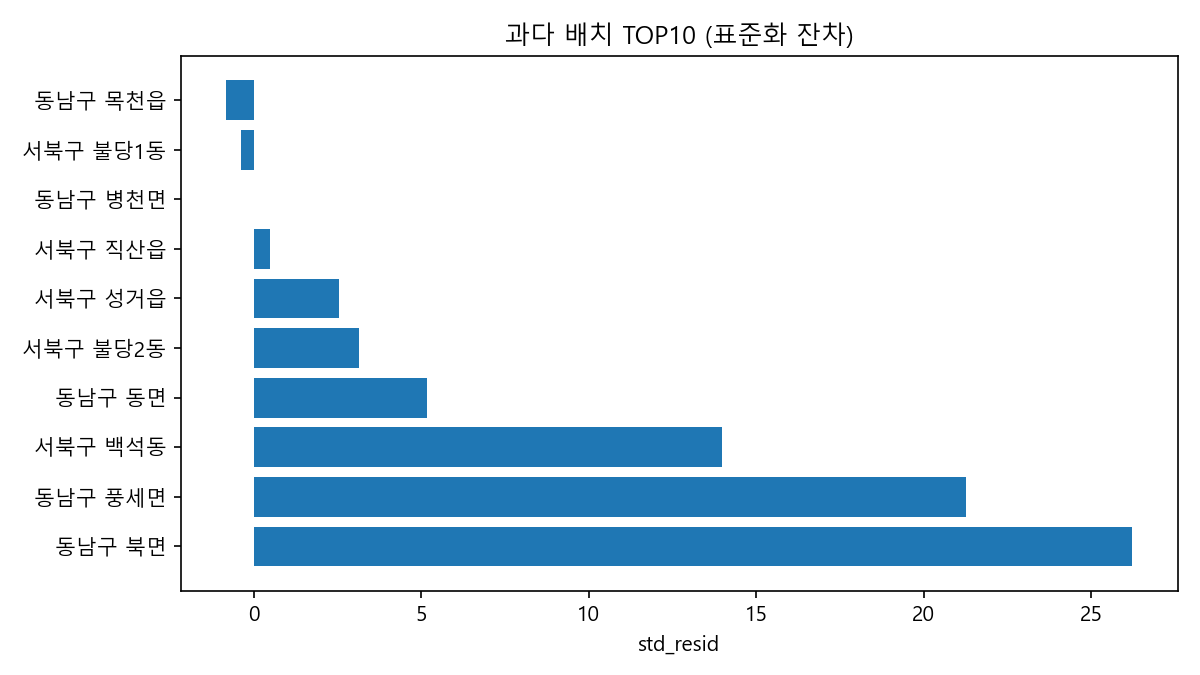 과다 배치 TOP10 (표준화 잔차)
동남구 목천읍
서북구 불당1동
동남구 병천면
서북구 직산읍
서북구 성거읍
서북구 불당2동
동남구 동면
서북구 백석동
동남구 풍세면
동남구 북면
0 5 10 15 20 25
std_resid